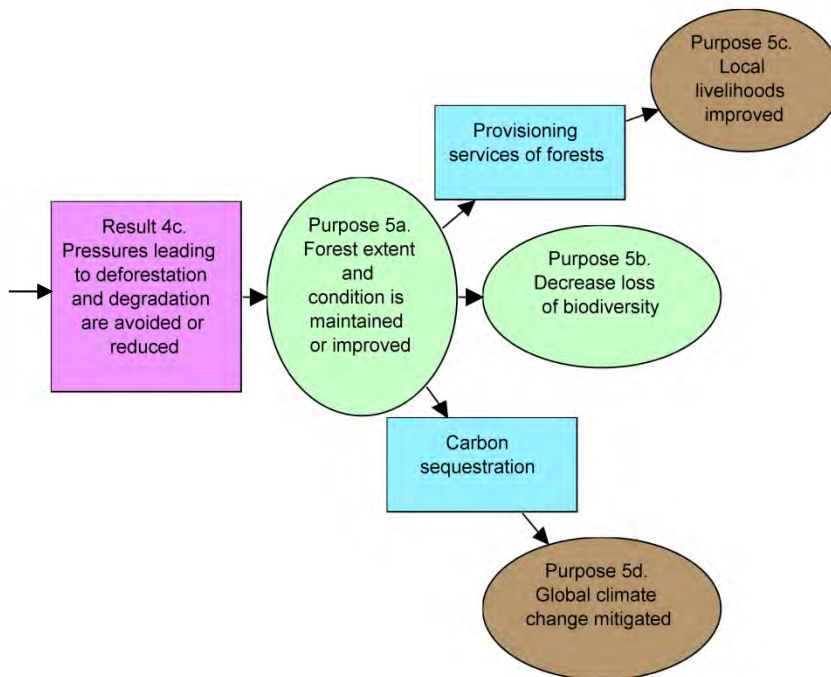 Purpose 5c.
Local
livelihoods
improved
Provisioning
services of forests
Result 4c.
Pressures leading
to deforestation
and degradation
are avoided or
reduced
Purpose 5a.
Forest extent
and
condition is
maintained
or improved
Purpose 5b.
Decrease loss
of biodiversity
Carbon
sequestration
Purpose 5d.
Global climate
change mitigated